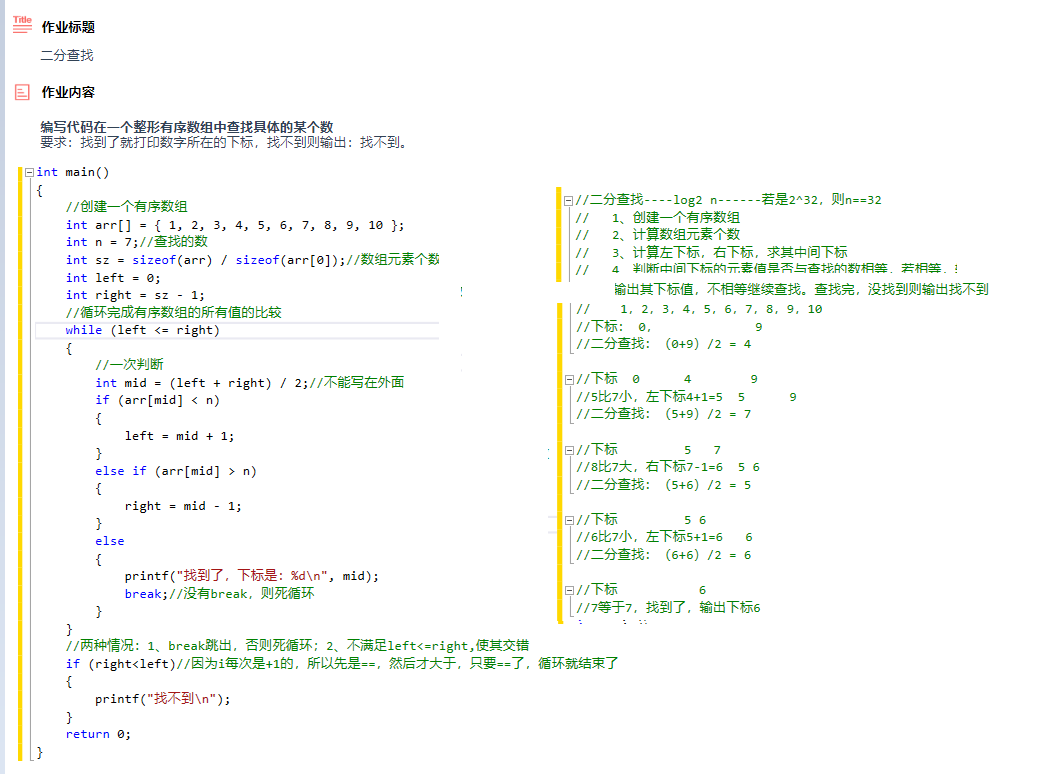 Title
作业标题
二分查找
作业内容
编写代码在一个整形有序数组中查找具体的某个数
要求：找到了就打印数字所在的下标，找不到则输出：找不到。
int main()
{
//创建一个有序数组
int arr[] = { 1, 2, 3, 4, 5, 6, 7, 8, 9, 10 };
int n = 7;//查找的数
int sz = sizeof(arr) / sizeof(arr[0]);//数组元素个数
int left = 0;
int right = sz - 1;
//循环完成有序数组的所有值的比较
while (left <= right)
{
//一次判断
int mid = (left + right) / 2;//不能写在外面
if (arr[mid] < n)
{
left = mid + 1;
}
else if (arr[mid] > n)
{
right = mid - 1;
}
else
{
printf("找到了，下标是：%d\n", mid);
break;//没有break，则死循环
}
}
//两种情况：1、break跳出，否则死循环；2、不满足left<=right,使其交错
if (right<left)//因为i每次是+1的，所以先是==，然后才大于，只要==了，循环就结束了
{
printf("找不到\n");
}
return 0;
}
//二分查找----log2 n------若是2^32，则n==32
// 1、创建一个有序数组
// 2、计算数组元素个数
// 3、计算左下标，右下标，求其中间下标
// 4、判断中间下标的元素值是否与查找的数相等，若相等，
输出其下标值，不相等继续查找。查找完，没找到则输出找不到
// 1, 2, 3, 4, 5, 6, 7, 8, 9, 10
//下标： 0, 9
//二分查找：（0+9）/2 = 4
//下标 0 4 9
//5比7小，左下标4+1=5 5 9
//二分查找：（5+9）/2 = 7
//下标 5 7
//8比7大，右下标7-1=6 5 6
//二分查找：（5+6）/2 = 5
//下标 5 6
//6比7小，左下标5+1=6 6
//二分查找：（6+6）/2 = 6
//下标 6
//7等于7，找到了，输出下标6